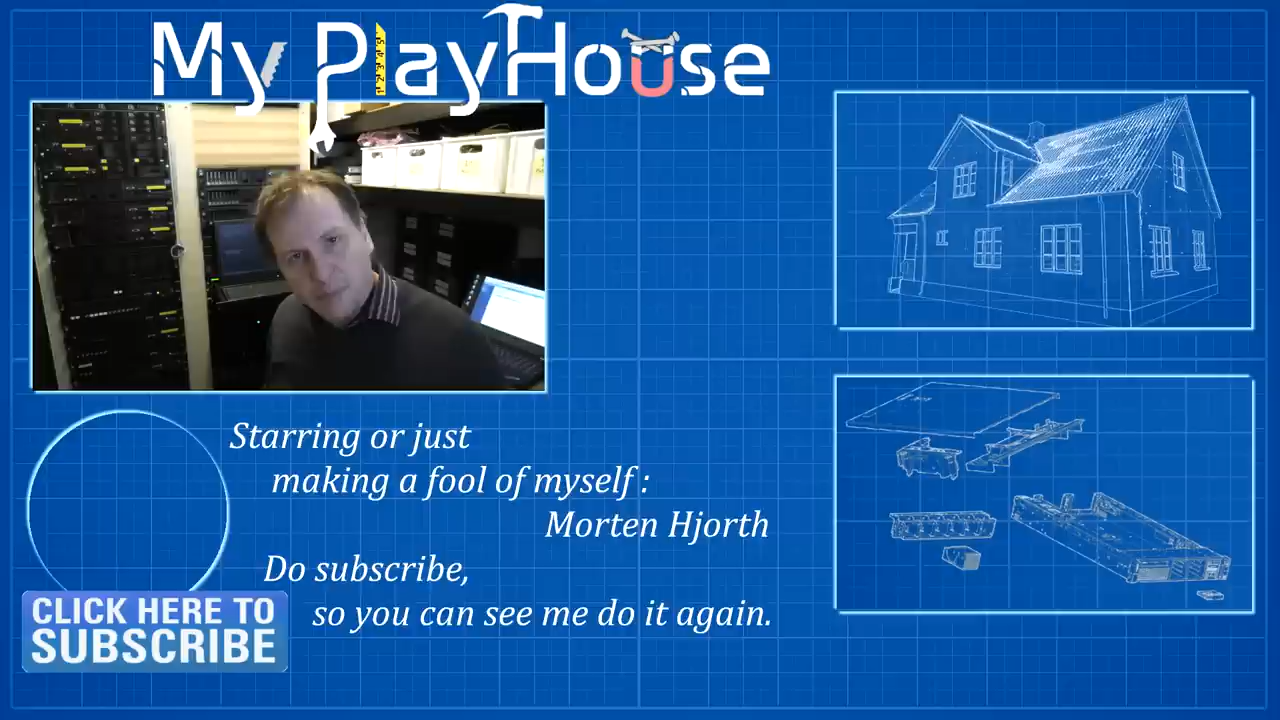 My PlayHouse
Starring or just
making a fool of myself :
Morten Hjorth
Do subscribe,
so you can see me do it again.
CLICK HERE TO
SUBSCRIBE